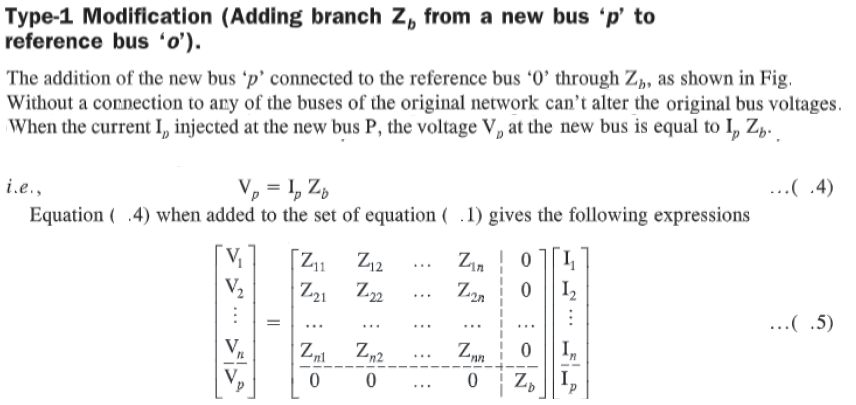 Type-1 Modification (Adding branch Z_b from a new bus ‘p’ to
reference bus ‘o’).
The addition of the new bus ‘p’ connected to the reference bus ‘0’ through Z_b, as shown in Fig.
Without a connection to any of the buses of the original network can’t alter the original bus voltages.
When the current I_p injected at the new bus P, the voltage V_p at the new bus is equal to I_p Z_b.
i.e., V_p = I_p Z_b ...( .4)
Equation ( .4) when added to the set of equation ( .1) gives the following expressions
V_1 Z_11 Z_12 ... Z_1n 0 I_1
V_2 Z_21 Z_22 ... Z_2n 0 I_2
⋮ = ... ... ... ... ... ⋮ ...( .5)
V_n Z_n1 Z_n2 ... Z_nn 0 I_n
V_p 0 0 ... 0 Z_b I_p